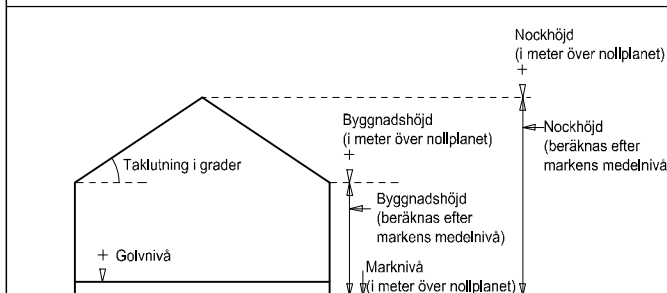 Nockhöjd
(i meter över nollplanet)
+
Byggnadshöjd
(i meter över nollplanet)
+
Nockhöjd
(beräknas efter
markens medelnivå
Taklutning i grader
Byggnadshöjd
(beräknas efter
markens medelnivå)
+ Golvnivå
Marknivå
(i meter över nollplanet)